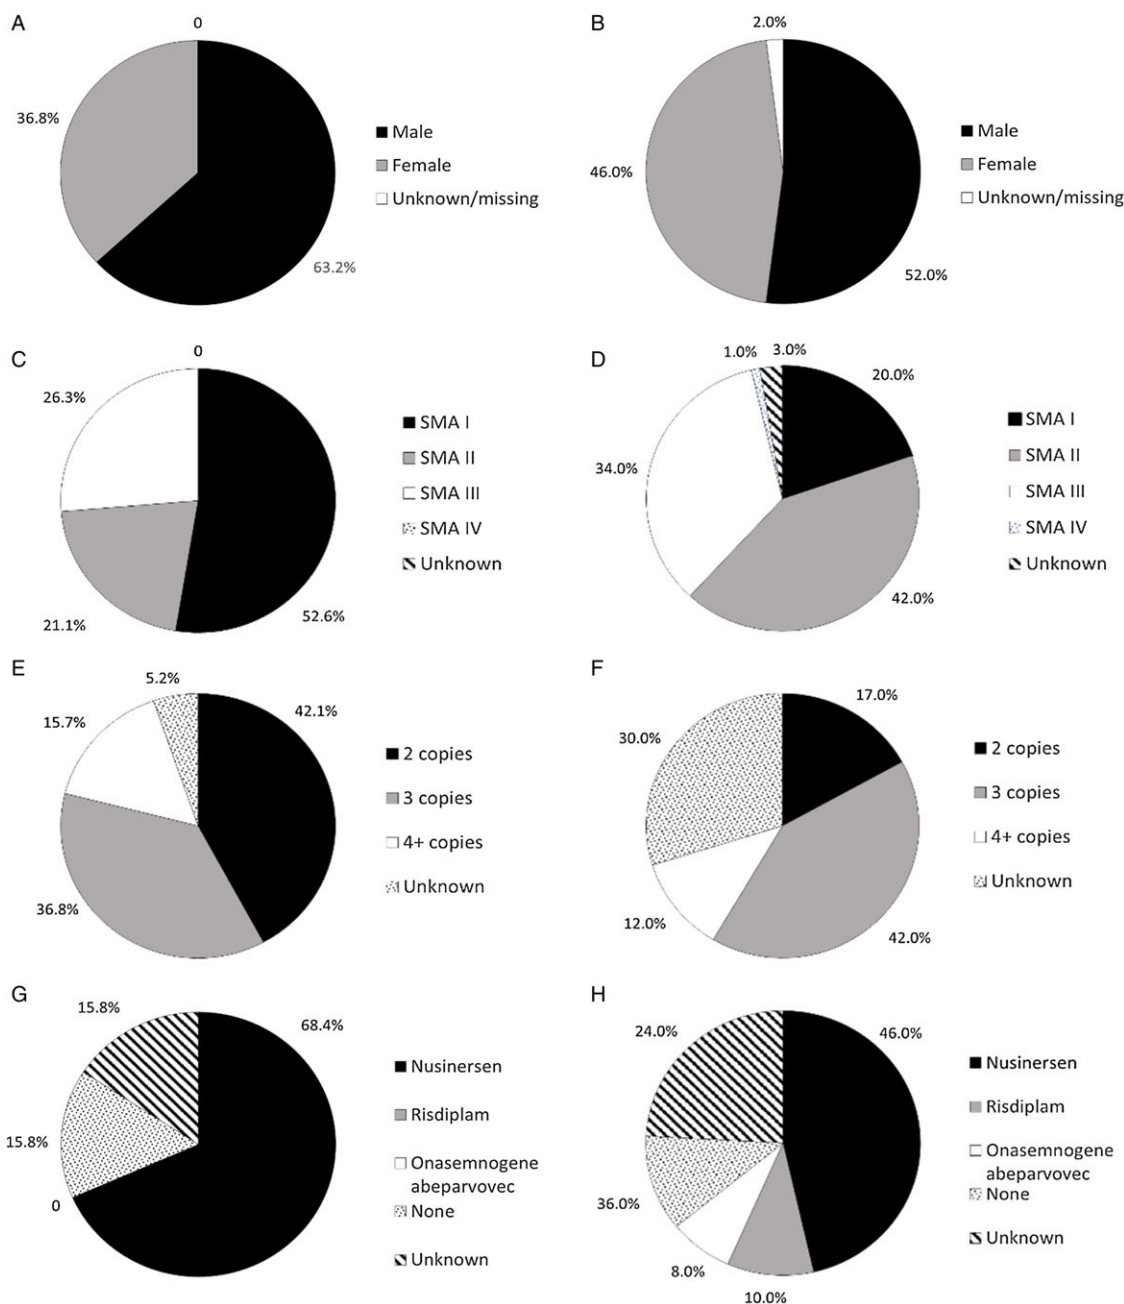 A
0
36.8%
63.2%
Male
Female
Unknown/missing
B
2.0%
46.0%
52.0%
Male
Female
Unknown/missing
C
0
26.3%
21.1%
52.6%
SMA I
SMA II
SMA III
SMA IV
Unknown
D
1.0%
3.0%
20.0%
34.0%
42.0%
SMA I
SMA II
SMA III
SMA IV
Unknown
E
5.2%
42.1%
15.7%
36.8%
2 copies
3 copies
4+ copies
Unknown
F
17.0%
30.0%
12.0%
42.0%
2 copies
3 copies
4+ copies
Unknown
G
15.8%
68.4%
15.8%
0
Nusinersen
Risdiplam
Onasemnogene
abeparvovec
None
Unknown
H
24.0%
46.0%
36.0%
8.0%
10.0%
Nusinersen
Risdiplam
Onasemnogene
abeparvovec
None
Unknown